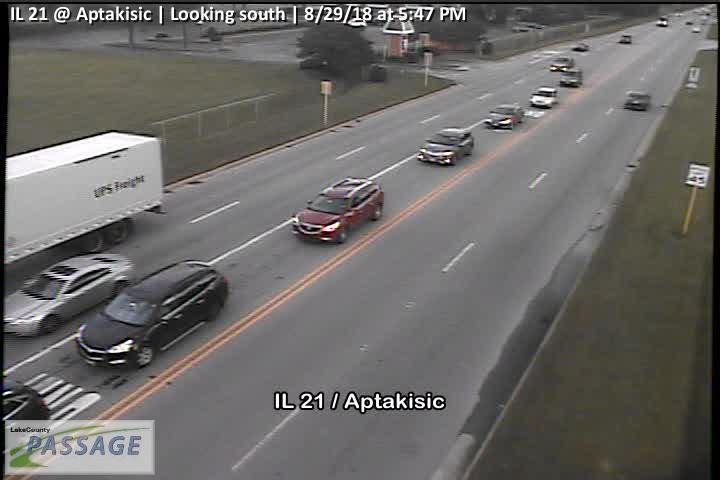 IL 21 @ Aptakisic | Looking south | 8/29/18 at 5:47 PM
UPS Freight
IL 21 / Aptakisic
LakeCounty
PASSAGE